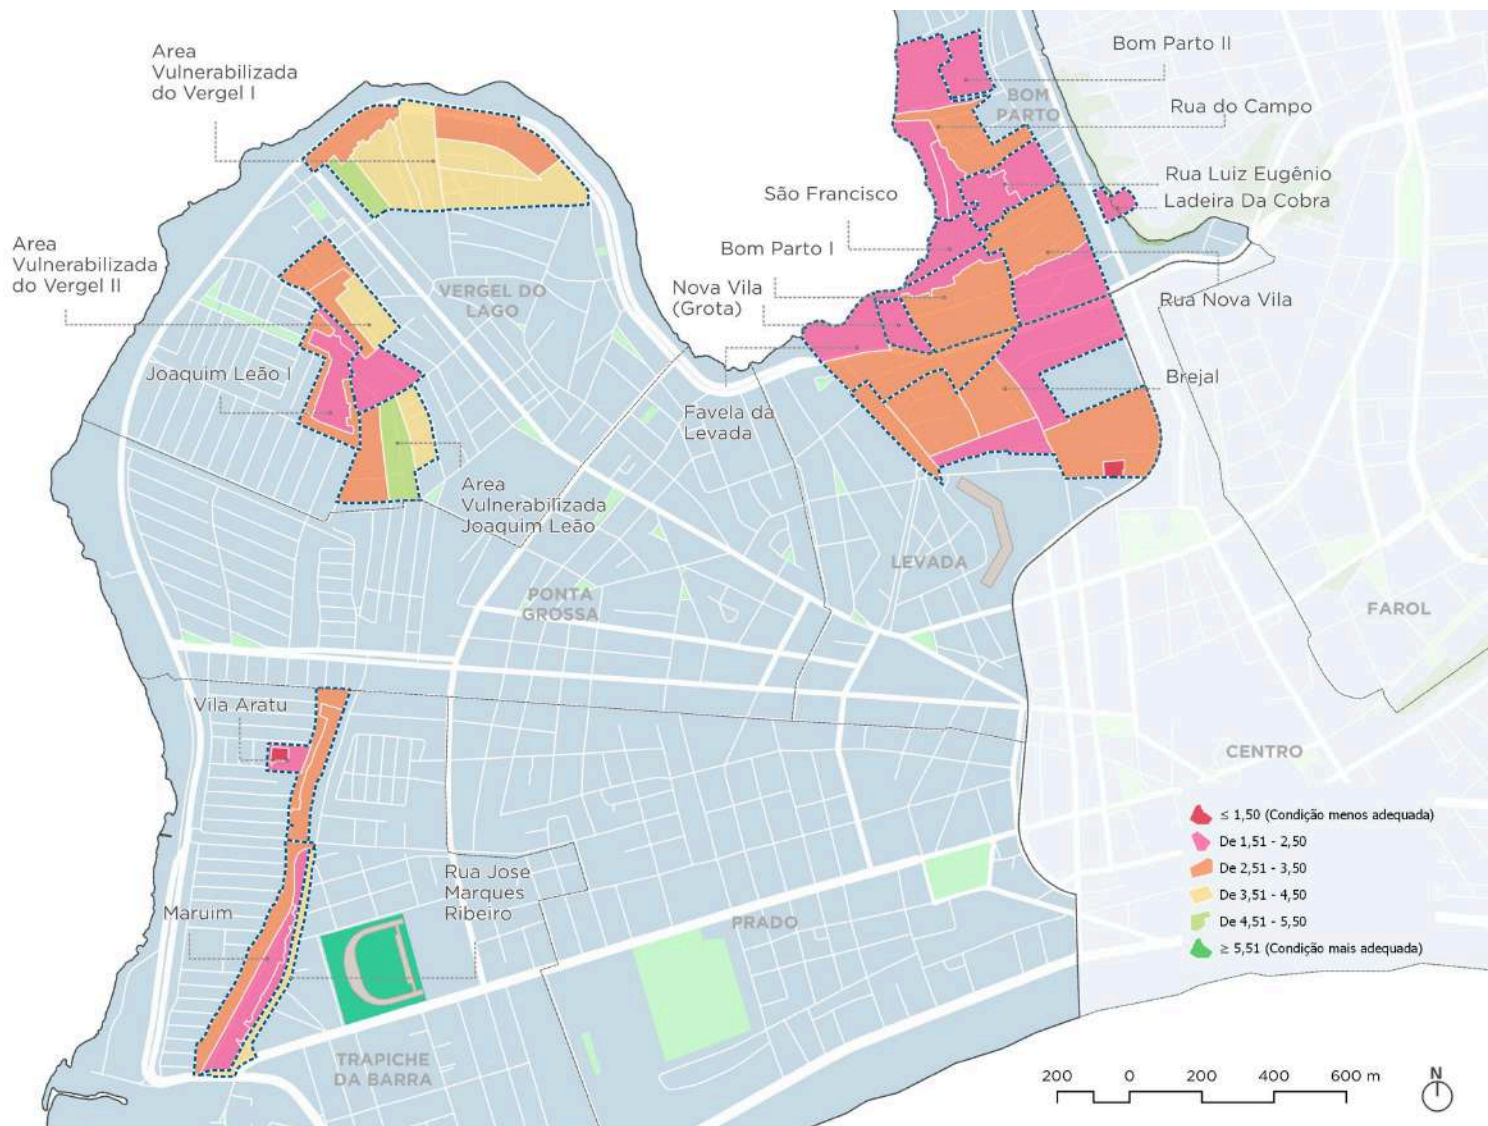 Area
Vulnerabilizada
do Vergel I
Bom Parto II
BOM
PARTO
Rua do Campo
Rua Luiz Eugênio
Ladeira Da Cobra
São Francisco
Bom Parto I
Nova Vila
(Grota)
Rua Nova Vila
Area
Vulnerabilizada
do Vergel II
VERGEL DO
LAGO
Joaquim Leão I
Brejal
Favela da
Levada
Area
Vulnerabilizada
Joaquim Leão
LEVADA
PONTA
GROSSA
FAROL
Vila Aratu
CENTRO
≤ 1,50 (Condição menos adequada)
De 1,51 - 2,50
De 2,51 - 3,50
De 3,51 - 4,50
De 4,51 - 5,50
≥ 5,51 (Condição mais adequada)
Rua José
Marques
Ribeiro
Maruim
PRADO
TRAPICHE
DA BARRA
200 0 200 400 600 m
N